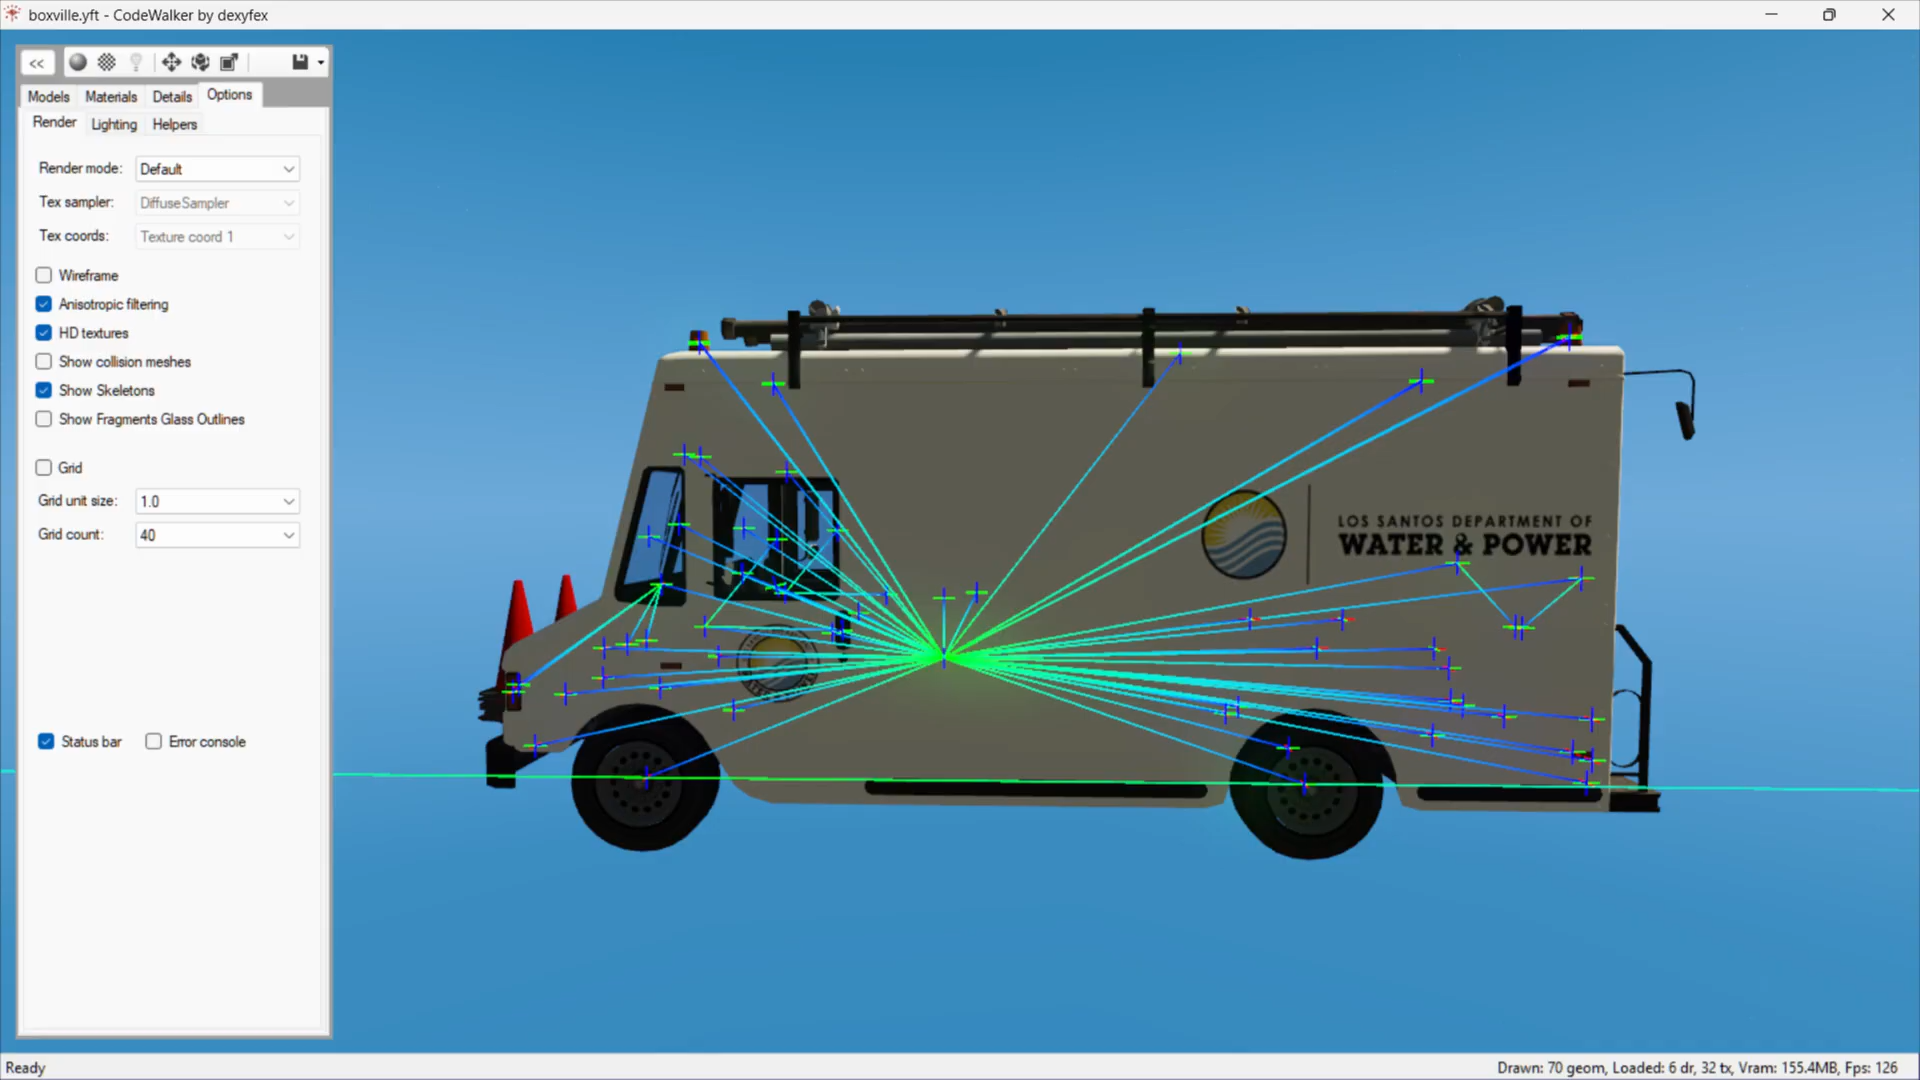 boxville.yft - CodeWalker by dexyfex
<<
Models Materials Details Options
Render Lighting Helpers
Render mode: Default
Tex sampler: DiffuseSampler
Tex coords: Texture coord 1
Wireframe
Anisotropic filtering
HD textures
Show collision meshes
Show Skeletons
Show Fragments Glass Outlines
Grid
Grid unit size: 1.0
Grid count: 40
Status bar Error console
LOS SANTOS DEPARTMENT OF
WATER & POWER
Ready
Drawn: 70 geom, Loaded: 6 dr, 32 tx, Vram: 155.4MB, Fps: 126